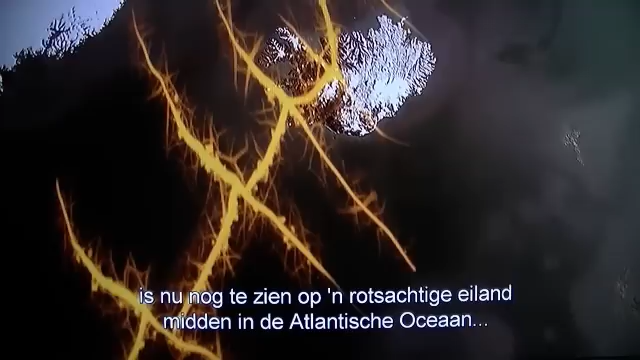 is nu nog te zien op 'n rotsachtige eiland
midden in de Atlantische Oceaan...